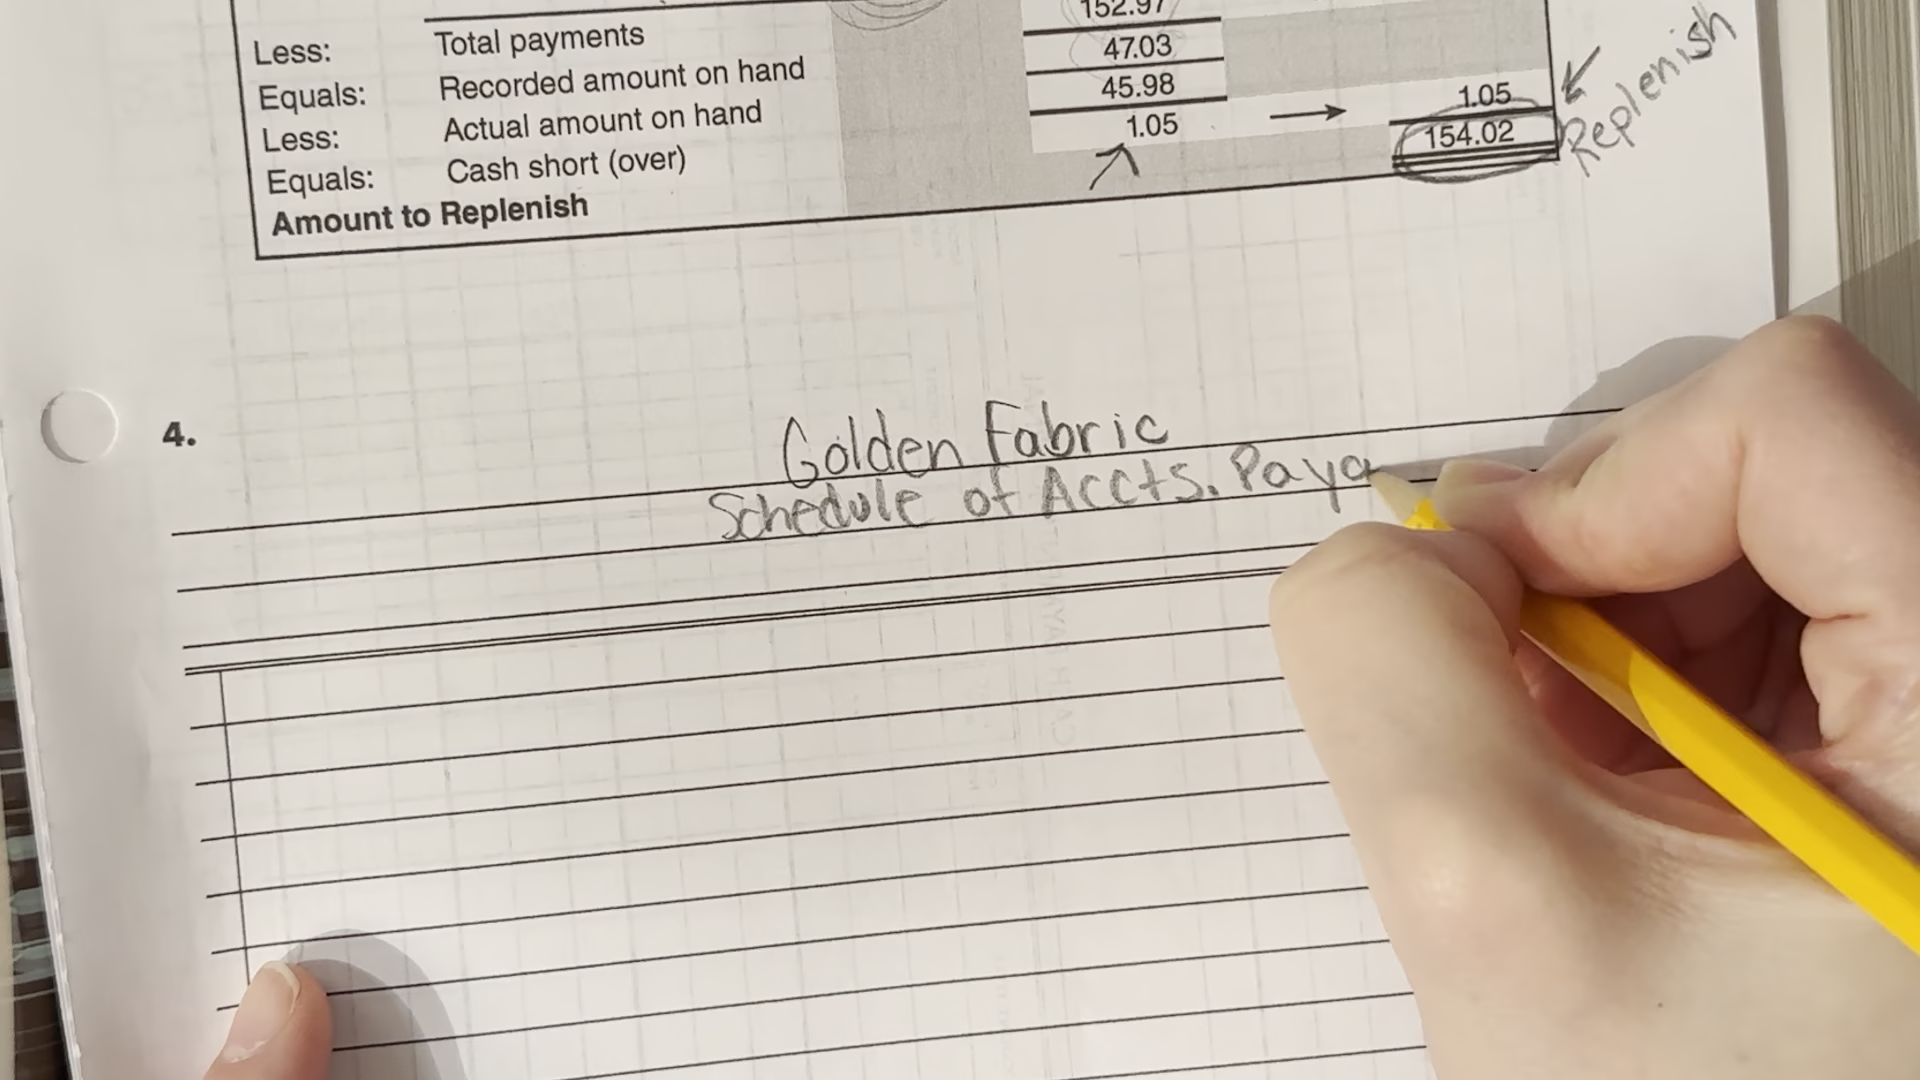 152.97
Less: Total payments 47.03
Equals: Recorded amount on hand 45.98
Less: Actual amount on hand 1.05 → 1.05
Equals: Cash short (over) 154.02
Amount to Replenish
Replenish
4. Golden Fabric
Schedule of Accts. Paya